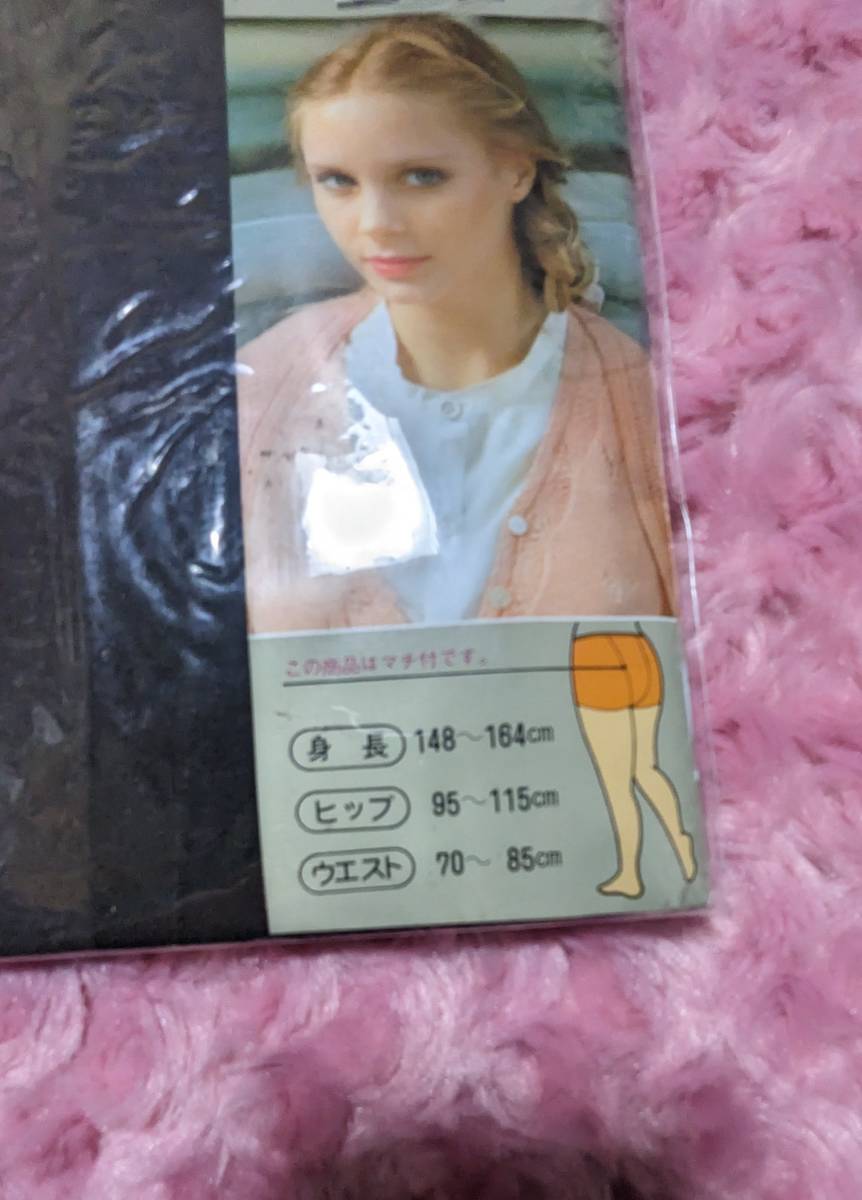 この商品はマチ付です。
身長 148～164cm
ヒップ 95～115cm
ウエスト 70～85cm